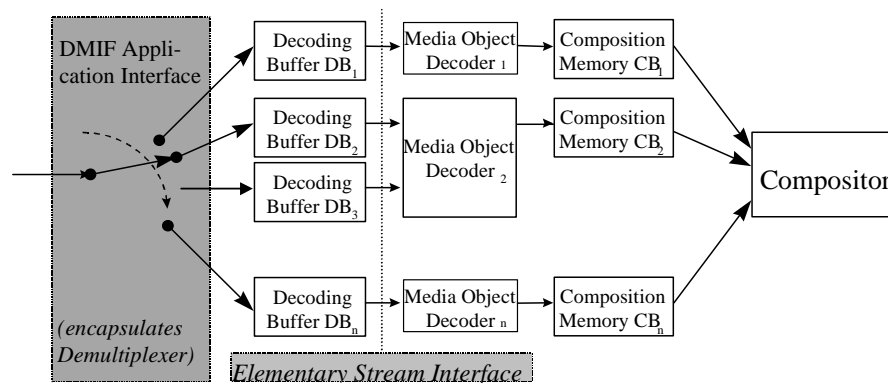 DMIF Appli-
cation Interface
(encapsulates
Demultiplexer)
Decoding
Buffer DB1
Decoding
Buffer DB2
Decoding
Buffer DB3
Decoding
Buffer DBn
Elementary Stream Interface
Media Object
Decoder 1
Media Object
Decoder 2
Media Object
Decoder n
Composition
Memory CB1
Composition
Memory CB2
Composition
Memory CBn
Compositor